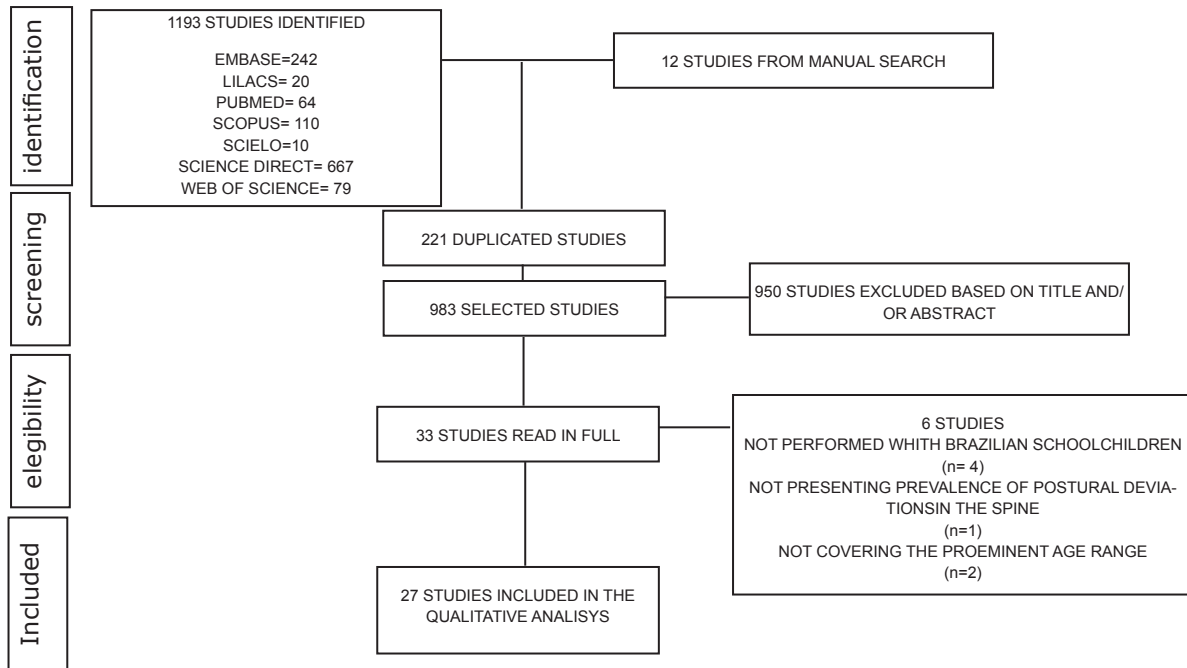 identification
1193 STUDIES IDENTIFIED
EMBASE=242
LILACS= 20
PUBMED= 64
SCOPUS= 110
SCIELO=10
SCIENCE DIRECT= 667
WEB OF SCIENCE= 79
12 STUDIES FROM MANUAL SEARCH
screening
221 DUPLICATED STUDIES
983 SELECTED STUDIES
950 STUDIES EXCLUDED BASED ON TITLE AND/
OR ABSTRACT
elegibility
33 STUDIES READ IN FULL
6 STUDIES
NOT PERFORMED WHITH BRAZILIAN SCHOOLCHILDREN
(n= 4)
NOT PRESENTING PREVALENCE OF POSTURAL DEVIA-
TIONSIN THE SPINE
(n=1)
NOT COVERING THE PROEMINENT AGE RANGE
(n=2)
Included
27 STUDIES INCLUDED IN THE
QUALITATIVE ANALISYS